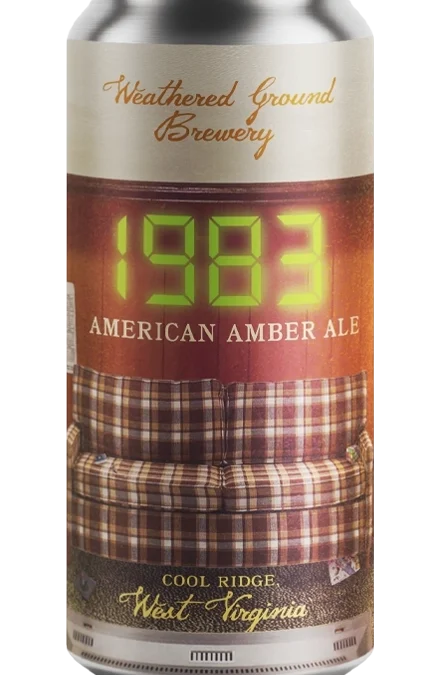 Weathered Ground
Brewery
1983
AMERICAN AMBER ALE
COOL RIDGE,
West Virginia